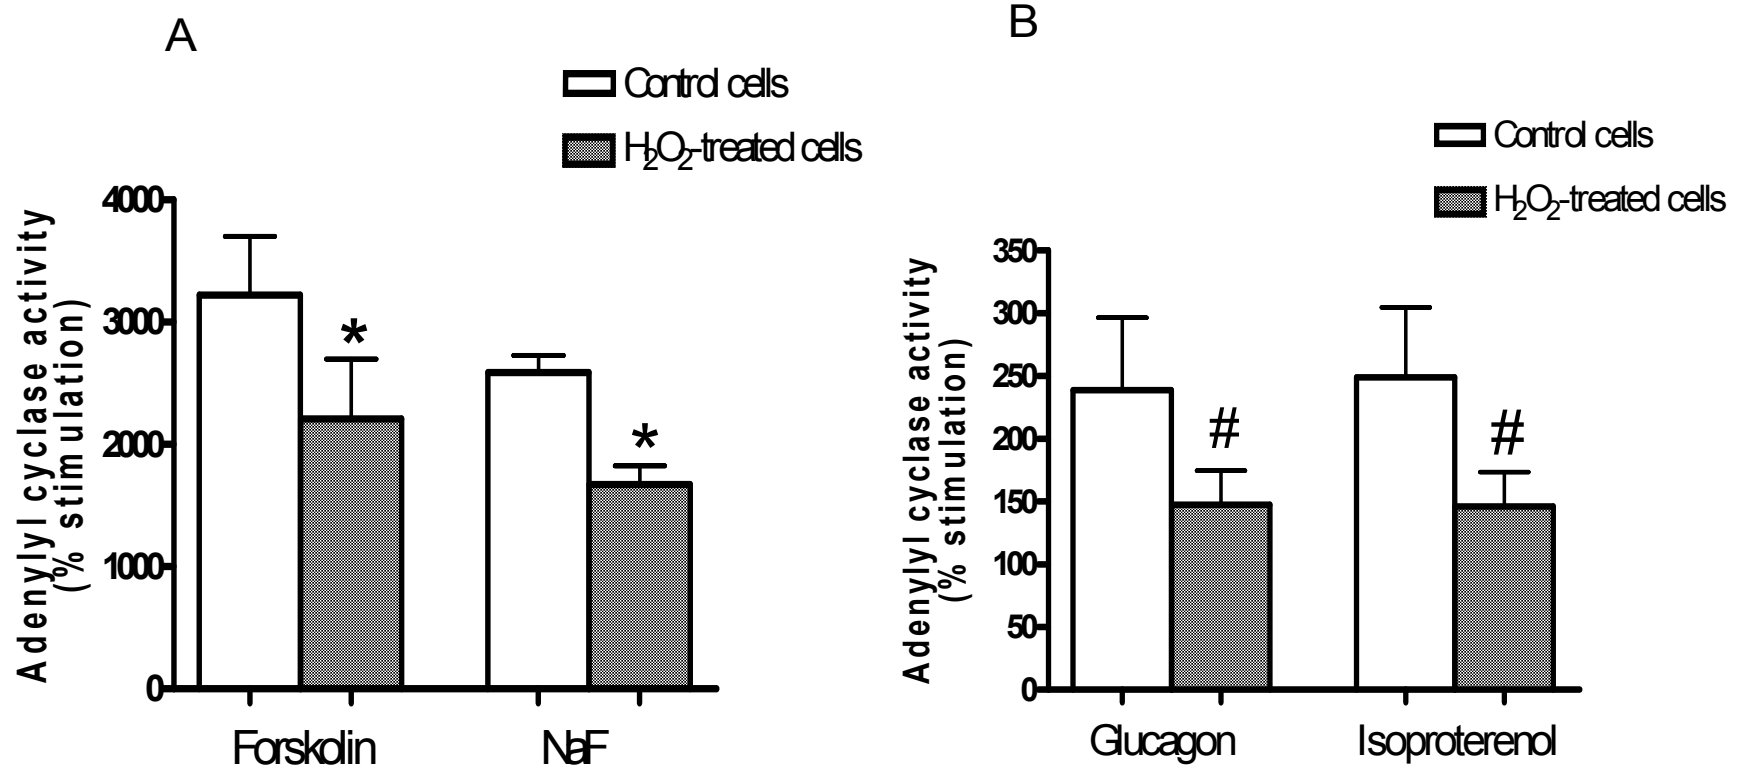 A
Control cells
H₂O₂-treated cells
Adenylyl cyclase activity
(% stimulation)
4000
3000
2000
1000
0
*
*
Forskolin
NaF
B
Control cells
H₂O₂-treated cells
Adenylyl cyclase activity
(% stimulation)
350
300
250
200
150
100
50
0
#
#
Glucagon
Isoproterenol